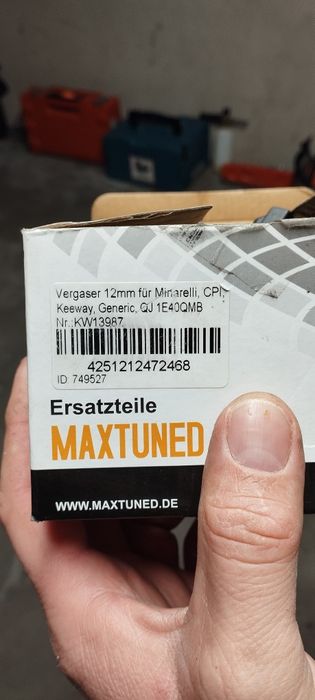 Vergaser 12mm für Minarelli, CPI,
Keeway, Generic, QJ 1E40QMB
Nr.:KW13987
4251212472468
ID: 749527
Ersatzteile
MAXTUNED
WWW.MAXTUNED.DE